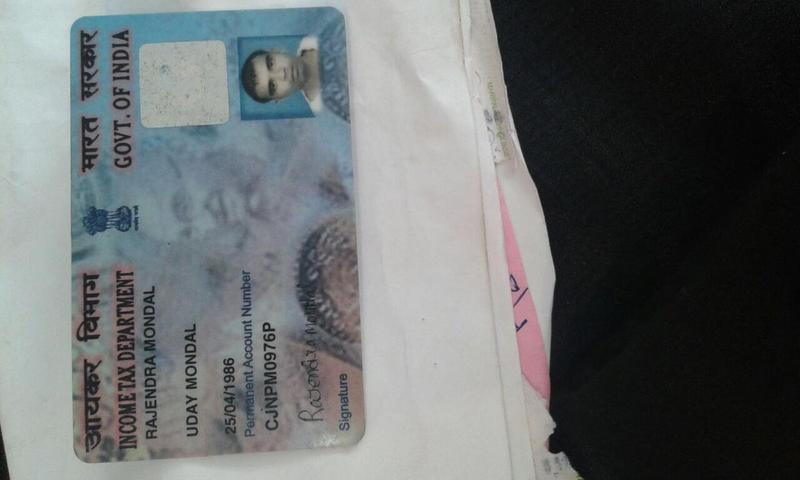 आयकर विभाग
INCOME TAX DEPARTMENT
भारत सरकार
GOVT. OF INDIA
RAJENDRA MONDAL
UDAY MONDAL
25/04/1986
Permanent Account Number
CJNPM0976P
Rajendra Mondal
Signature